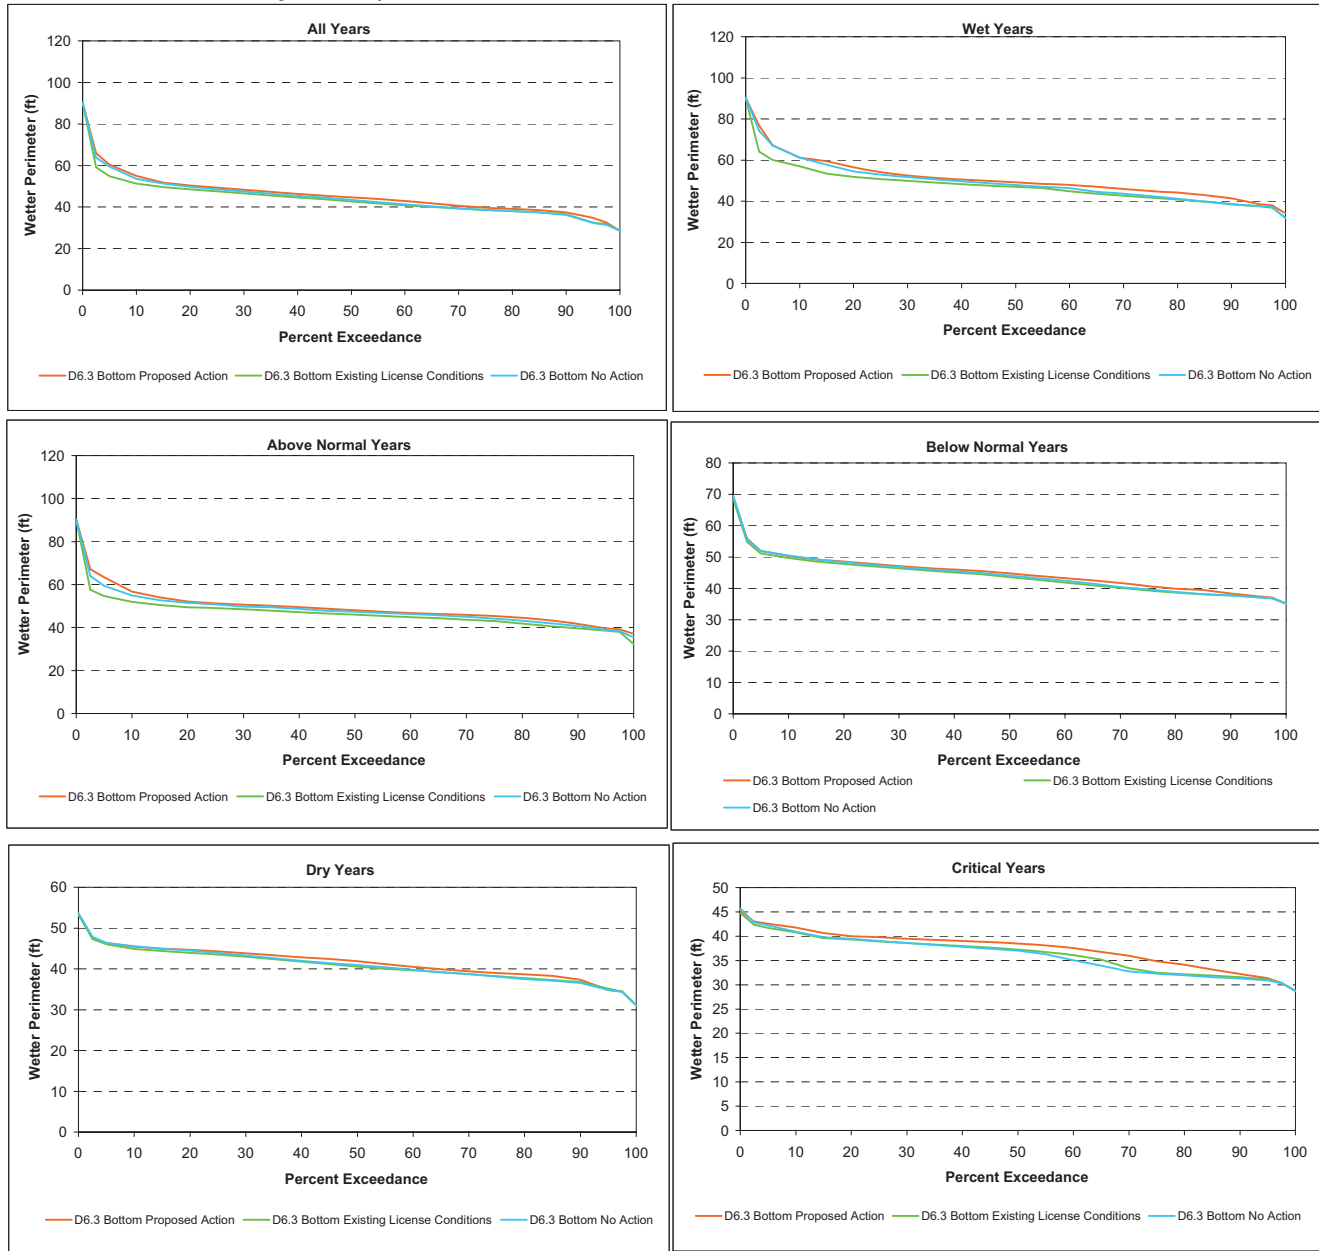 All Years
120
100
80
60
40
20
0
Wetter Perimeter (ft)
0 10 20 30 40 50 60 70 80 90 100
Percent Exceedance
D6.3 Bottom Proposed Action D6.3 Bottom Existing License Conditions D6.3 Bottom No Action
Wet Years
120
100
80
60
40
20
0
Wetter Perimeter (ft)
0 10 20 30 40 50 60 70 80 90 100
Percent Exceedance
D6.3 Bottom Proposed Action D6.3 Bottom Existing License Conditions D6.3 Bottom No Action
Above Normal Years
120
100
80
60
40
20
0
Wetter Perimeter (ft)
0 10 20 30 40 50 60 70 80 90 100
Percent Exceedance
D6.3 Bottom Proposed Action D6.3 Bottom Existing License Conditions D6.3 Bottom No Action
Below Normal Years
80
70
60
50
40
30
20
10
0
Wetter Perimeter (ft)
0 10 20 30 40 50 60 70 80 90 100
Percent Exceedance
D6.3 Bottom Proposed Action D6.3 Bottom Existing License Conditions
D6.3 Bottom No Action
Dry Years
60
50
40
30
20
10
0
Wetter Perimeter (ft)
0 10 20 30 40 50 60 70 80 90 100
Percent Exceedance
D6.3 Bottom Proposed Action D6.3 Bottom Existing License Conditions D6.3 Bottom No Action
Critical Years
50
45
40
35
30
25
20
15
10
5
0
Wetter Perimeter (ft)
0 10 20 30 40 50 60 70 80 90 100
Percent Exceedance
D6.3 Bottom Proposed Action D6.3 Bottom Existing License Conditions D6.3 Bottom No Action